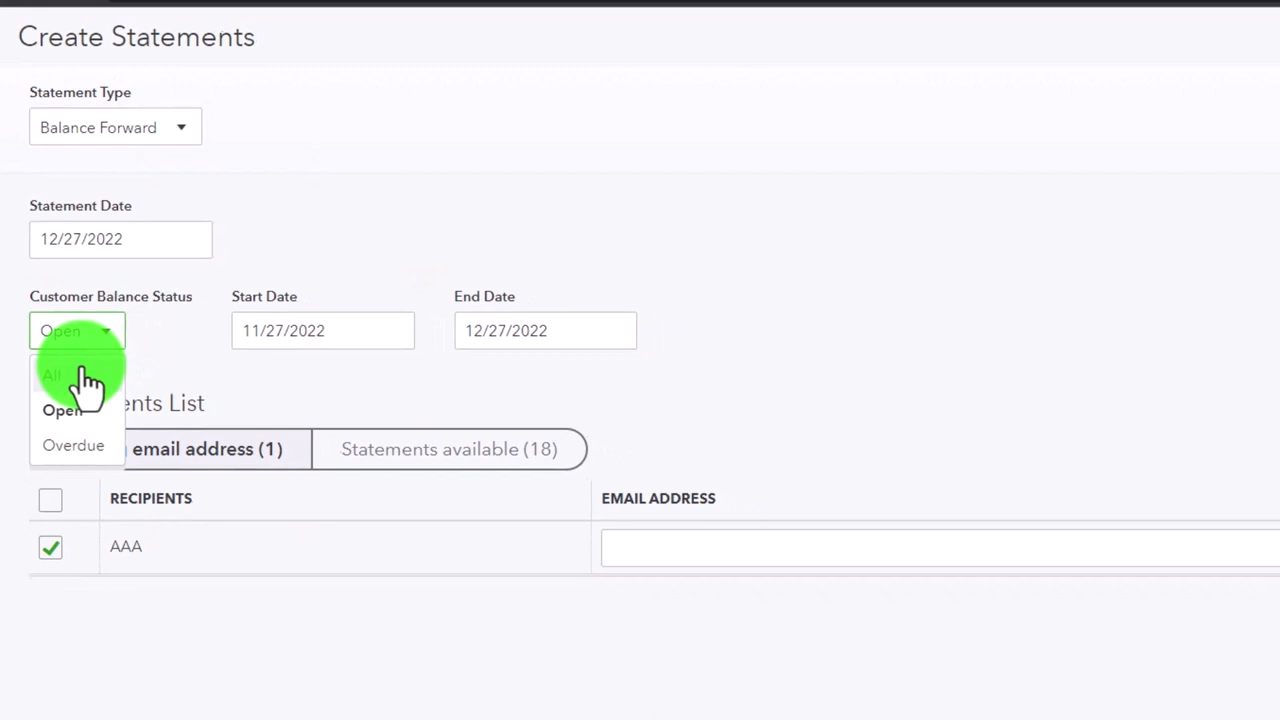 Create Statements
Statement Type
Balance Forward
Statement Date
12/27/2022
Customer Balance Status Start Date End Date
Open 11/27/2022 12/27/2022
All
Open
ents List
Overdue
email address (1) Statements available (18)
RECIPIENTS EMAIL ADDRESS
AAA